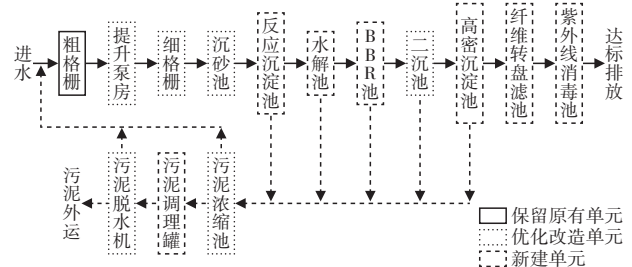 进水
粗格栅
提升泵房
细格栅
沉砂池
反应沉淀池
水解池
BBR池
二沉池
高密沉淀池
纤维转盘滤池
紫外线消毒池
达标排放
污泥外运
污泥脱水机
污泥调理罐
污泥浓缩池
保留原有单元
优化改造单元
新建单元